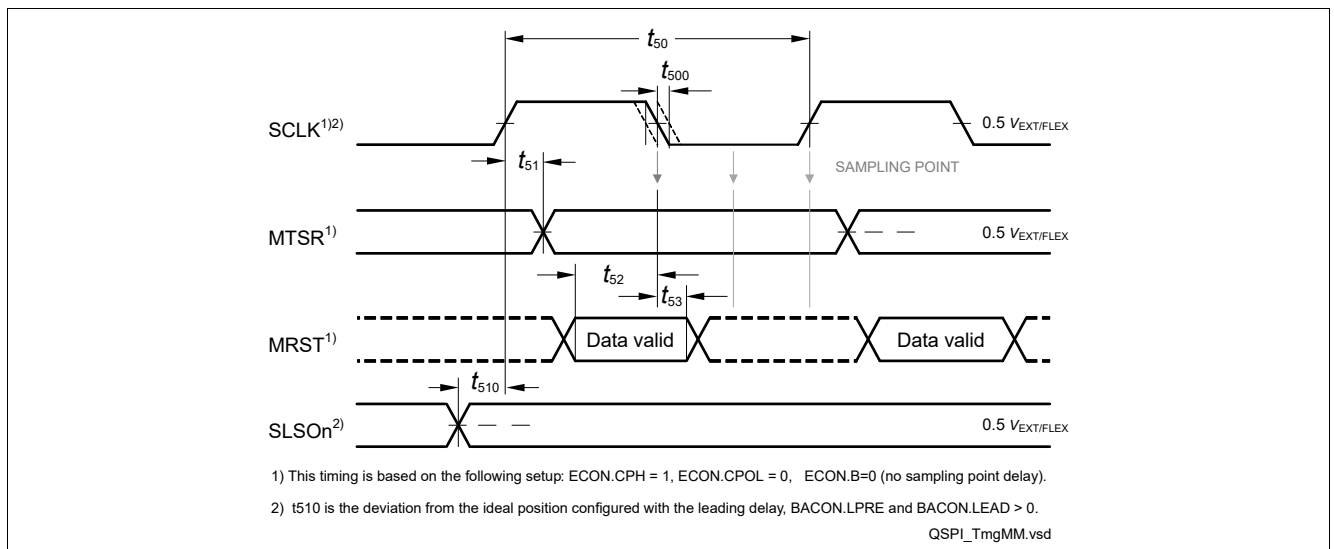 t50
t500
SCLK1)2)
0.5 VEXT/FLEX
t51
SAMPLING POINT
MTSR1)
0.5 VEXT/FLEX
t52
t53
MRST1)
Data valid
Data valid
t510
SLSOn2)
0.5 VEXT/FLEX
1) This timing is based on the following setup: ECON.CPH = 1, ECON.CPOL = 0, ECON.B=0 (no sampling point delay).
2) t510 is the deviation from the ideal position configured with the leading delay, BACON.LPRE and BACON.LEAD > 0.
QSPI_TmgMM.vsd